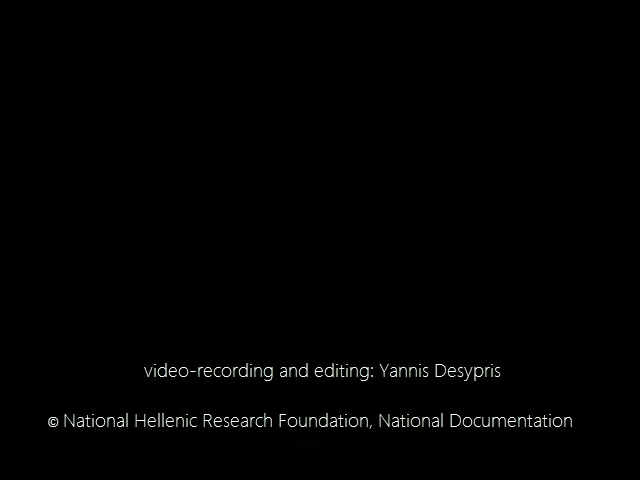 video-recording and editing: Yannis Desypris
© National Hellenic Research Foundation, National Documentation